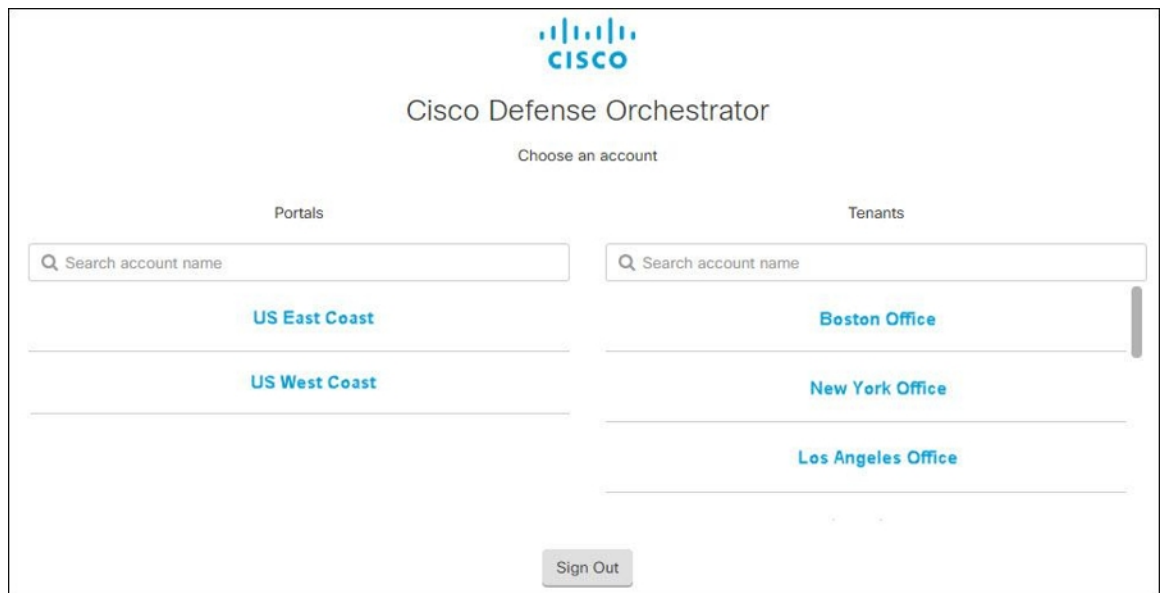 CISCO
Cisco Defense Orchestrator
Choose an account
Portals
Tenants
Search account name
Search account name
US East Coast
Boston Office
US West Coast
New York Office
Los Angeles Office
Sign Out